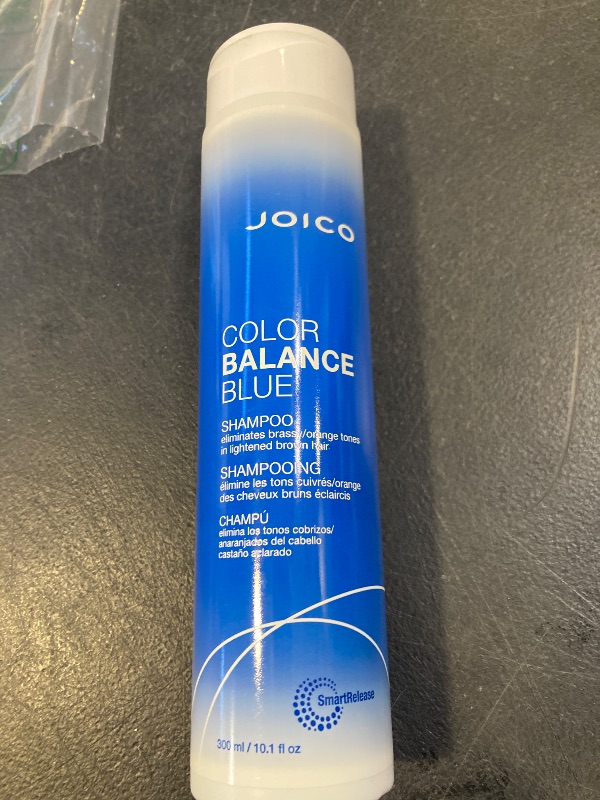 JOICO
COLOR
BALANCE
BLUE
SHAMPOO
eliminates brassy/orange tones
in lightened brown hair.
SHAMPOOING
élimine les tons cuivrés/orange
des cheveux bruns éclaircis
CHAMPÚ
elimina los tonos cobrizos/
anaranjados del cabello
castaño aclarado
SmartRelease
300 ml / 10.1 fl oz